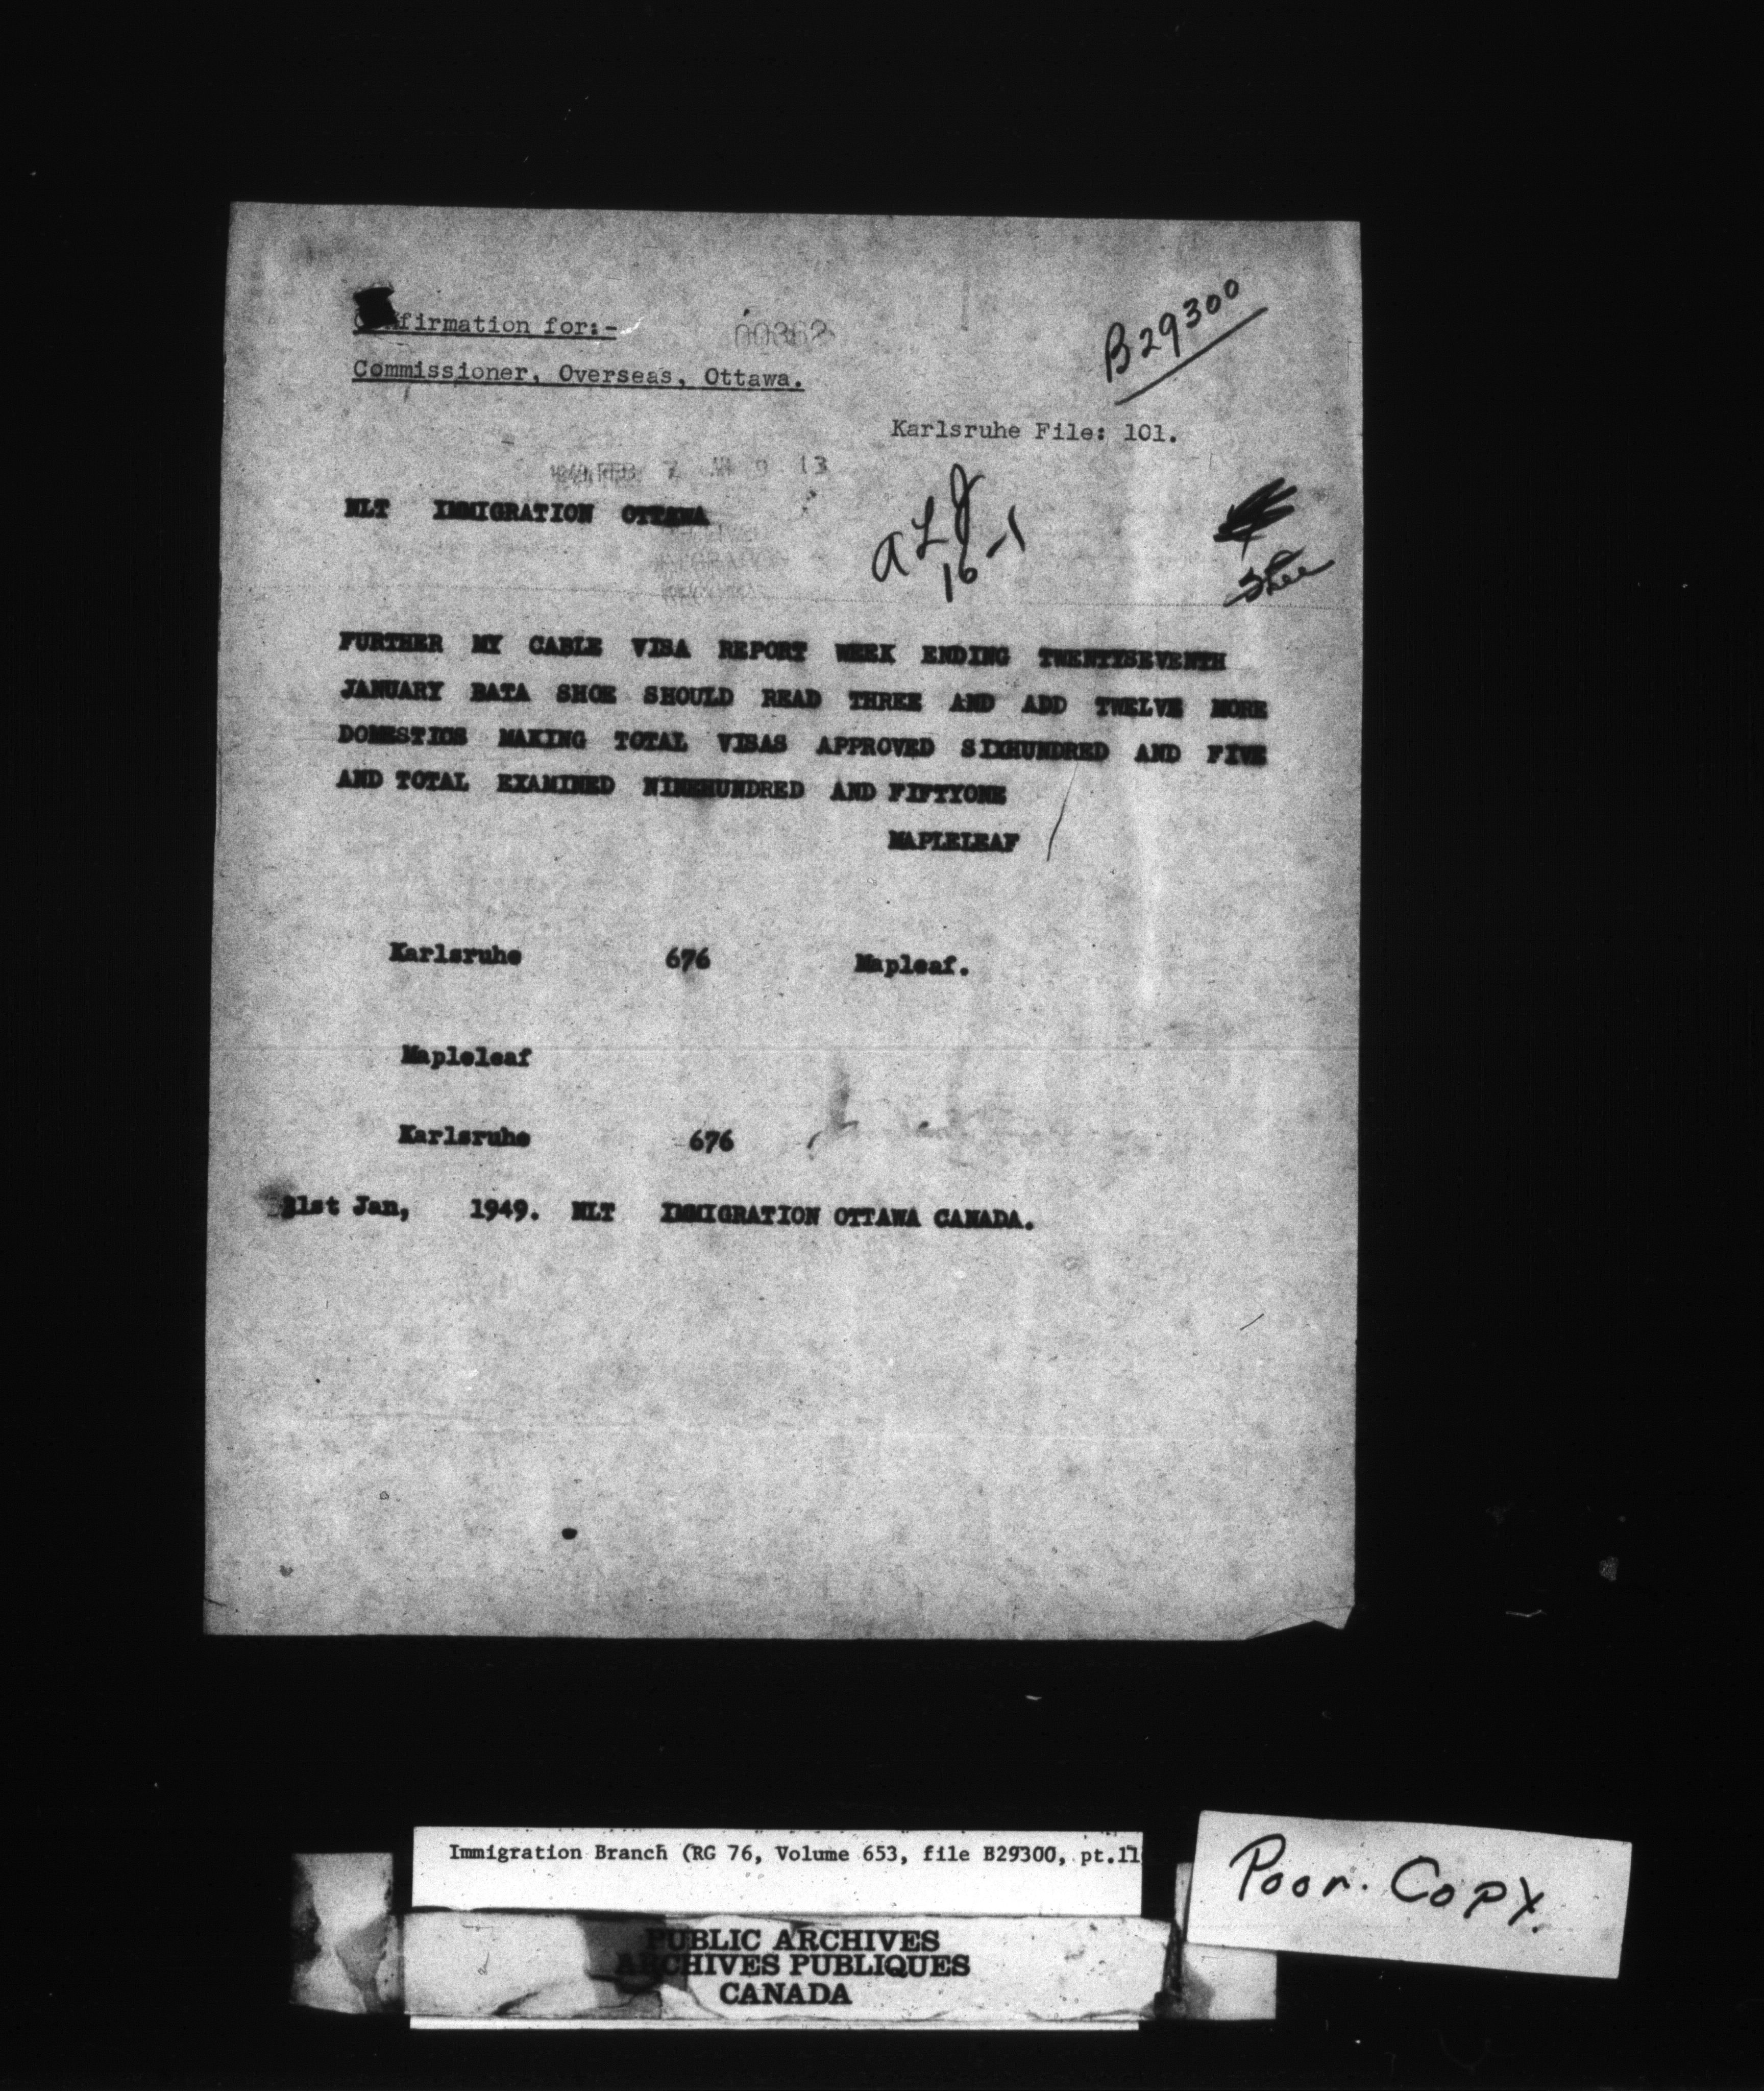 Confirmation for:-
Commissioner, Overseas, Ottawa.
B29300
Karlsruhe File: 101.
NLT IMMIGRATION OTTAWA
FURTHER MY CABLE VISA REPORT WEEK ENDING TWENTYSEVENTH
JANUARY BATA SHOE SHOULD READ THREE AND ADD TWELVE MORE
DOMESTICS MAKING TOTAL VISAS APPROVED SIXHUNDRED AND FIVE
AND TOTAL EXAMINED NINEHUNDRED AND FIFTYONE
MAPLELEAF
Karlsruhe 676 Mapleaf.
Mapleleaf
Karlsruhe 676
31st Jan, 1949. NLT IMMIGRATION OTTAWA CANADA.
Immigration Branch (RG 76, Volume 653, file B29300, pt.11
Poor. Copy.
PUBLIC ARCHIVES
ARCHIVES PUBLIQUES
CANADA